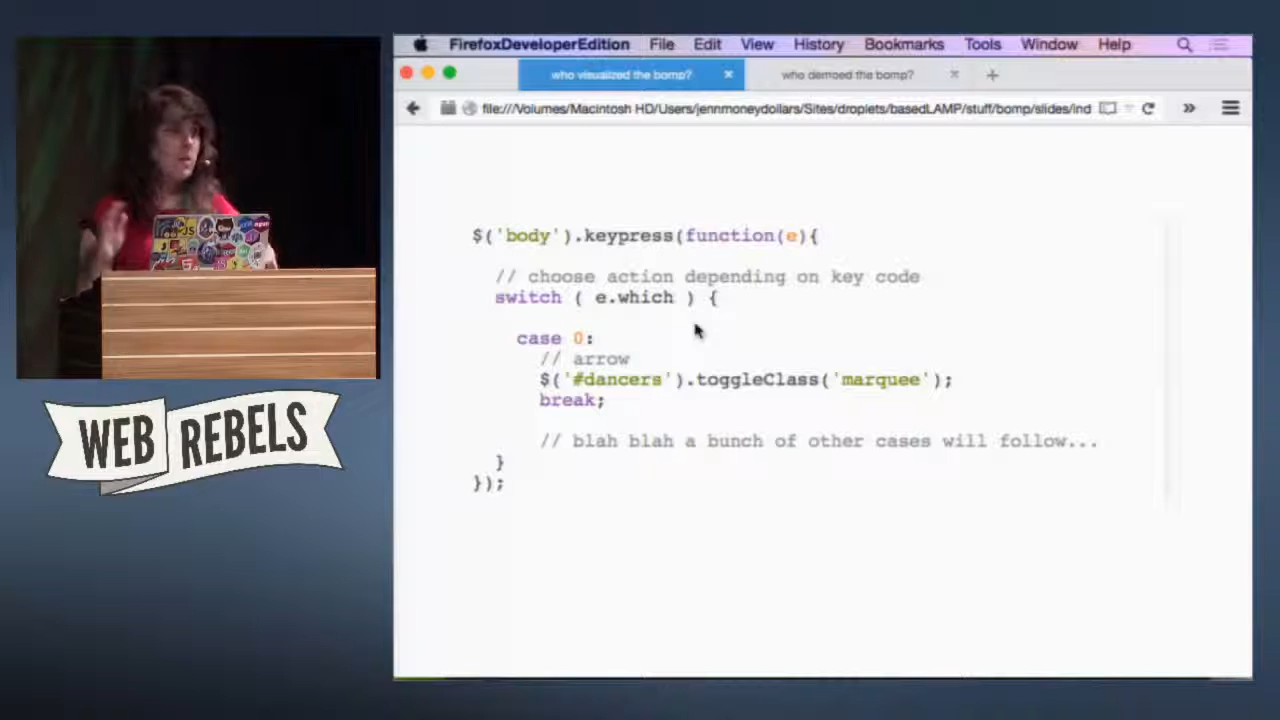 FirefoxDeveloperEdition File Edit View History Bookmarks Tools Window Help
who visualized the bomp? who demoed the bomp?
file:///Volumes/Macintosh HD/Users/jennmoneydollars/Sites/droplets/basedLAMP/stuff/bomp/slides/ind
$('body').keypress(function(e){
// choose action depending on key code
switch ( e.which ) {
case 0:
// arrow
$('#dancers').toggleClass('marquee');
break;
// blah blah a bunch of other cases will follow...
}
});
JS
WEB REBELS